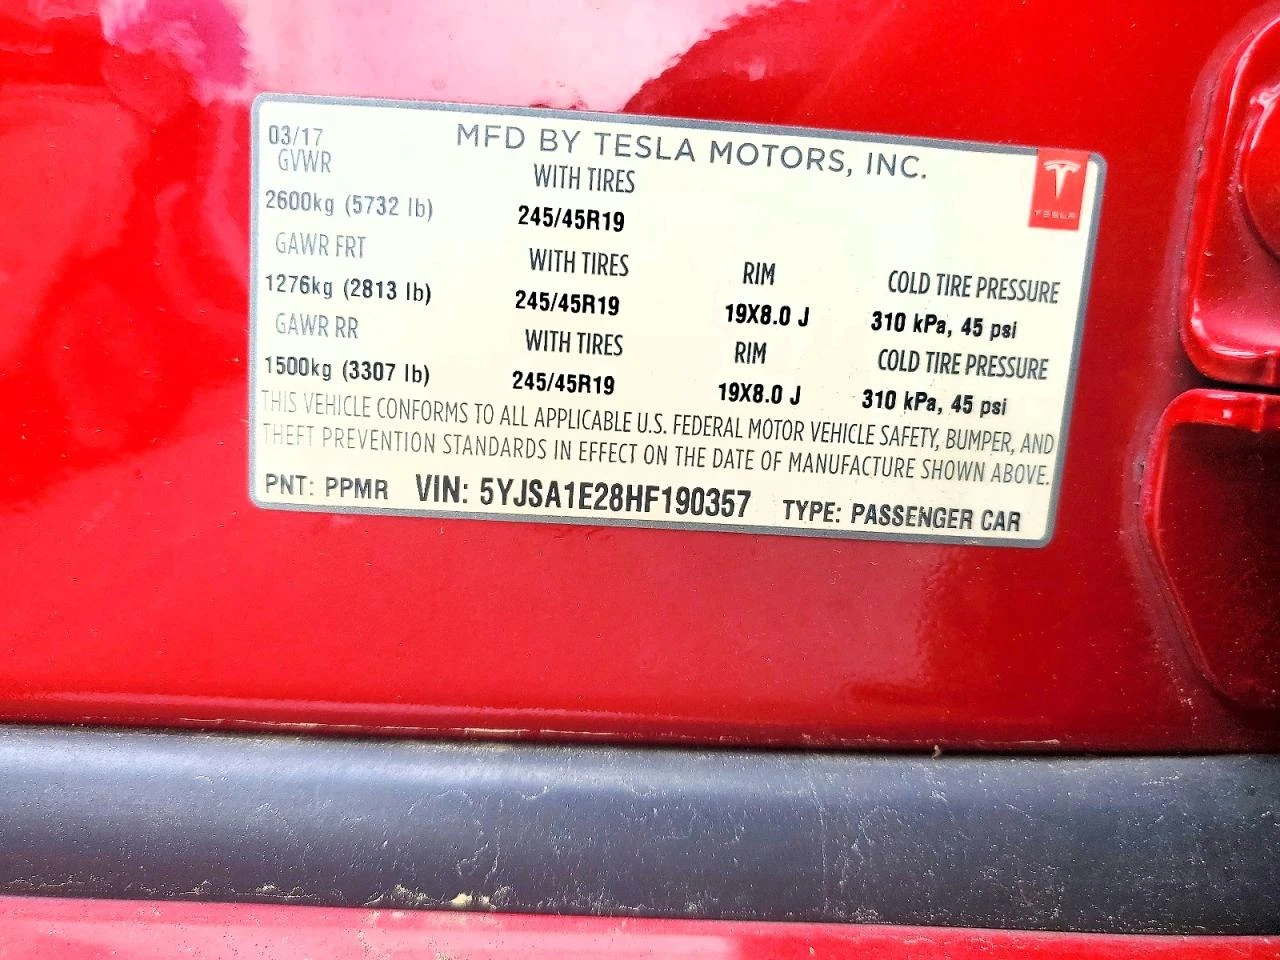 03/17 MFD BY TESLA MOTORS, INC.
GVWR WITH TIRES
2600kg (5732 lb) 245/45R19
TESLA
GAWR FRT WITH TIRES RIM COLD TIRE PRESSURE
1276kg (2813 lb) 245/45R19 19X8.0 J 310 kPa, 45 psi
GAWR RR WITH TIRES RIM COLD TIRE PRESSURE
1500kg (3307 lb) 245/45R19 19X8.0 J 310 kPa, 45 psi
THIS VEHICLE CONFORMS TO ALL APPLICABLE U.S. FEDERAL MOTOR VEHICLE SAFETY, BUMPER, AND
THEFT PREVENTION STANDARDS IN EFFECT ON THE DATE OF MANUFACTURE SHOWN ABOVE.
PNT: PPMR VIN: 5YJSA1E28HF190357 TYPE: PASSENGER CAR